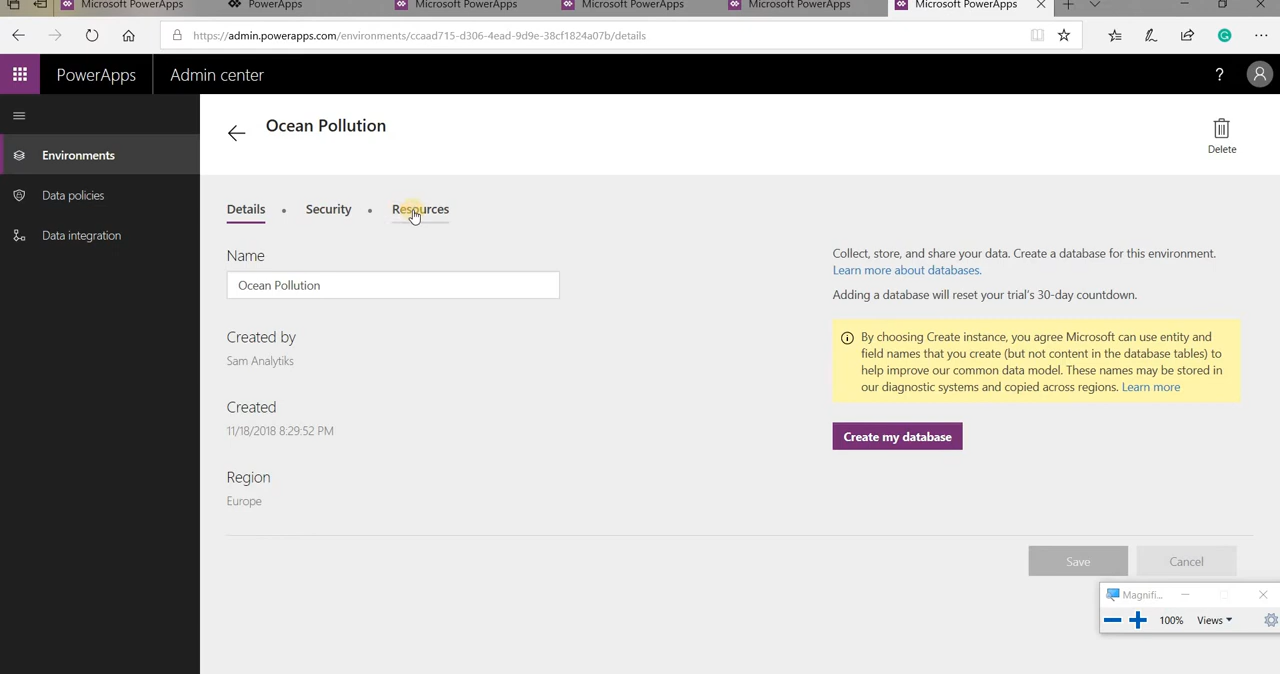 Microsoft PowerApps
PowerApps
Microsoft PowerApps
Microsoft PowerApps
Microsoft PowerApps
Microsoft PowerApps
https://admin.powerapps.com/environments/ccaad715-d306-4ead-9d9e-38cf1824a07b/details
PowerApps
Admin center
?
Ocean Pollution
Delete
Environments
Data policies
Data integration
Details • Security • Resources
Name
Ocean Pollution
Created by
Sam Analytiks
Created
11/18/2018 8:29:52 PM
Region
Europe
Collect, store, and share your data. Create a database for this environment.
Learn more about databases.
Adding a database will reset your trial's 30-day countdown.
By choosing Create instance, you agree Microsoft can use entity and
field names that you create (but not content in the database tables) to
help improve our common data model. These names may be stored in
our diagnostic systems and copied across regions. Learn more
Create my database
Save
Cancel
Magnifi...
100%
Views